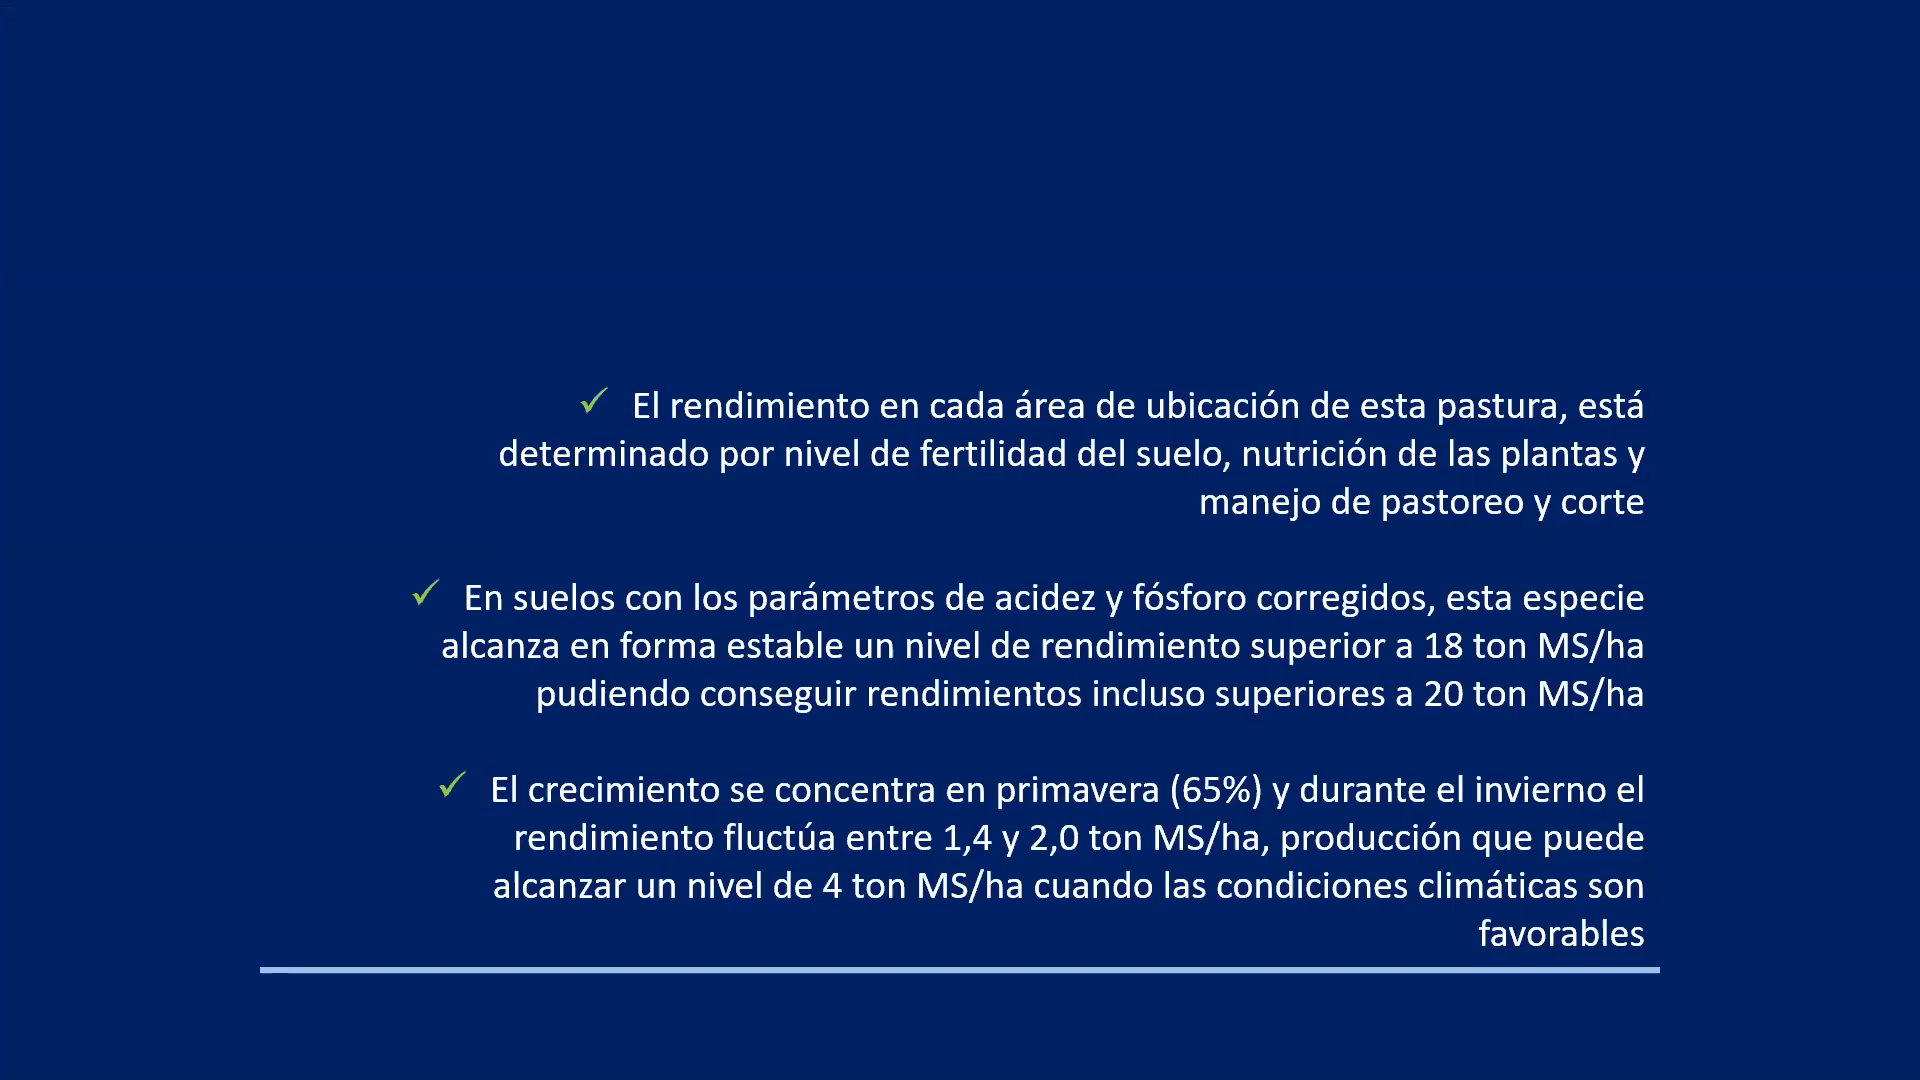 ✓ El rendimiento en cada área de ubicación de esta pastura, está
determinado por nivel de fertilidad del suelo, nutrición de las plantas y
manejo de pastoreo y corte
✓ En suelos con los parámetros de acidez y fósforo corregidos, esta especie
alcanza en forma estable un nivel de rendimiento superior a 18 ton MS/ha
pudiendo conseguir rendimientos incluso superiores a 20 ton MS/ha
✓ El crecimiento se concentra en primavera (65%) y durante el invierno el
rendimiento fluctúa entre 1,4 y 2,0 ton MS/ha, producción que puede
alcanzar un nivel de 4 ton MS/ha cuando las condiciones climáticas son
favorables